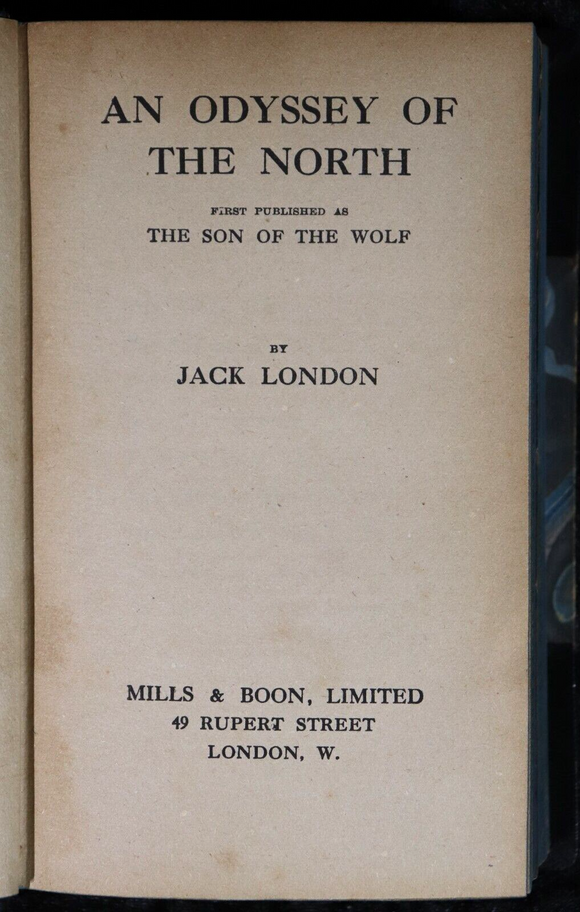 AN ODYSSEY OF
THE NORTH
FIRST PUBLISHED AS
THE SON OF THE WOLF
BY
JACK LONDON
MILLS & BOON, LIMITED
49 RUPERT STREET
LONDON, W.